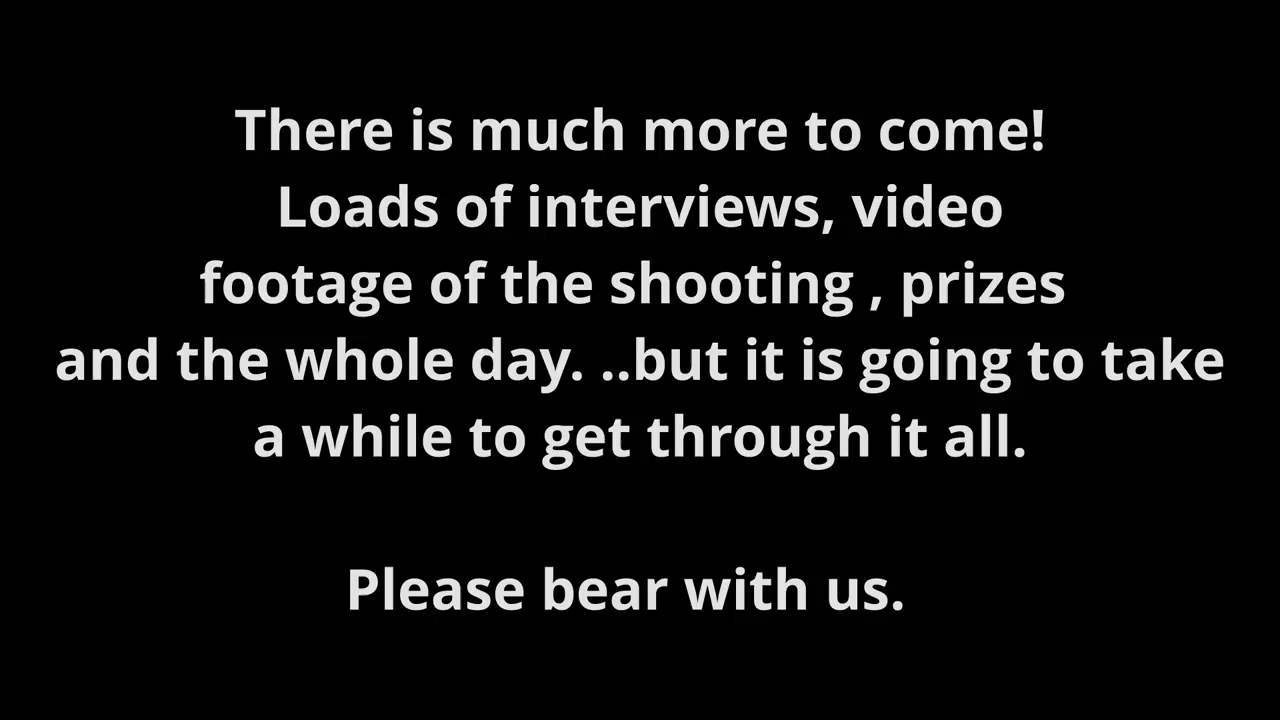 There is much more to come!
Loads of interviews, video
footage of the shooting , prizes
and the whole day. ..but it is going to take
a while to get through it all.
Please bear with us.